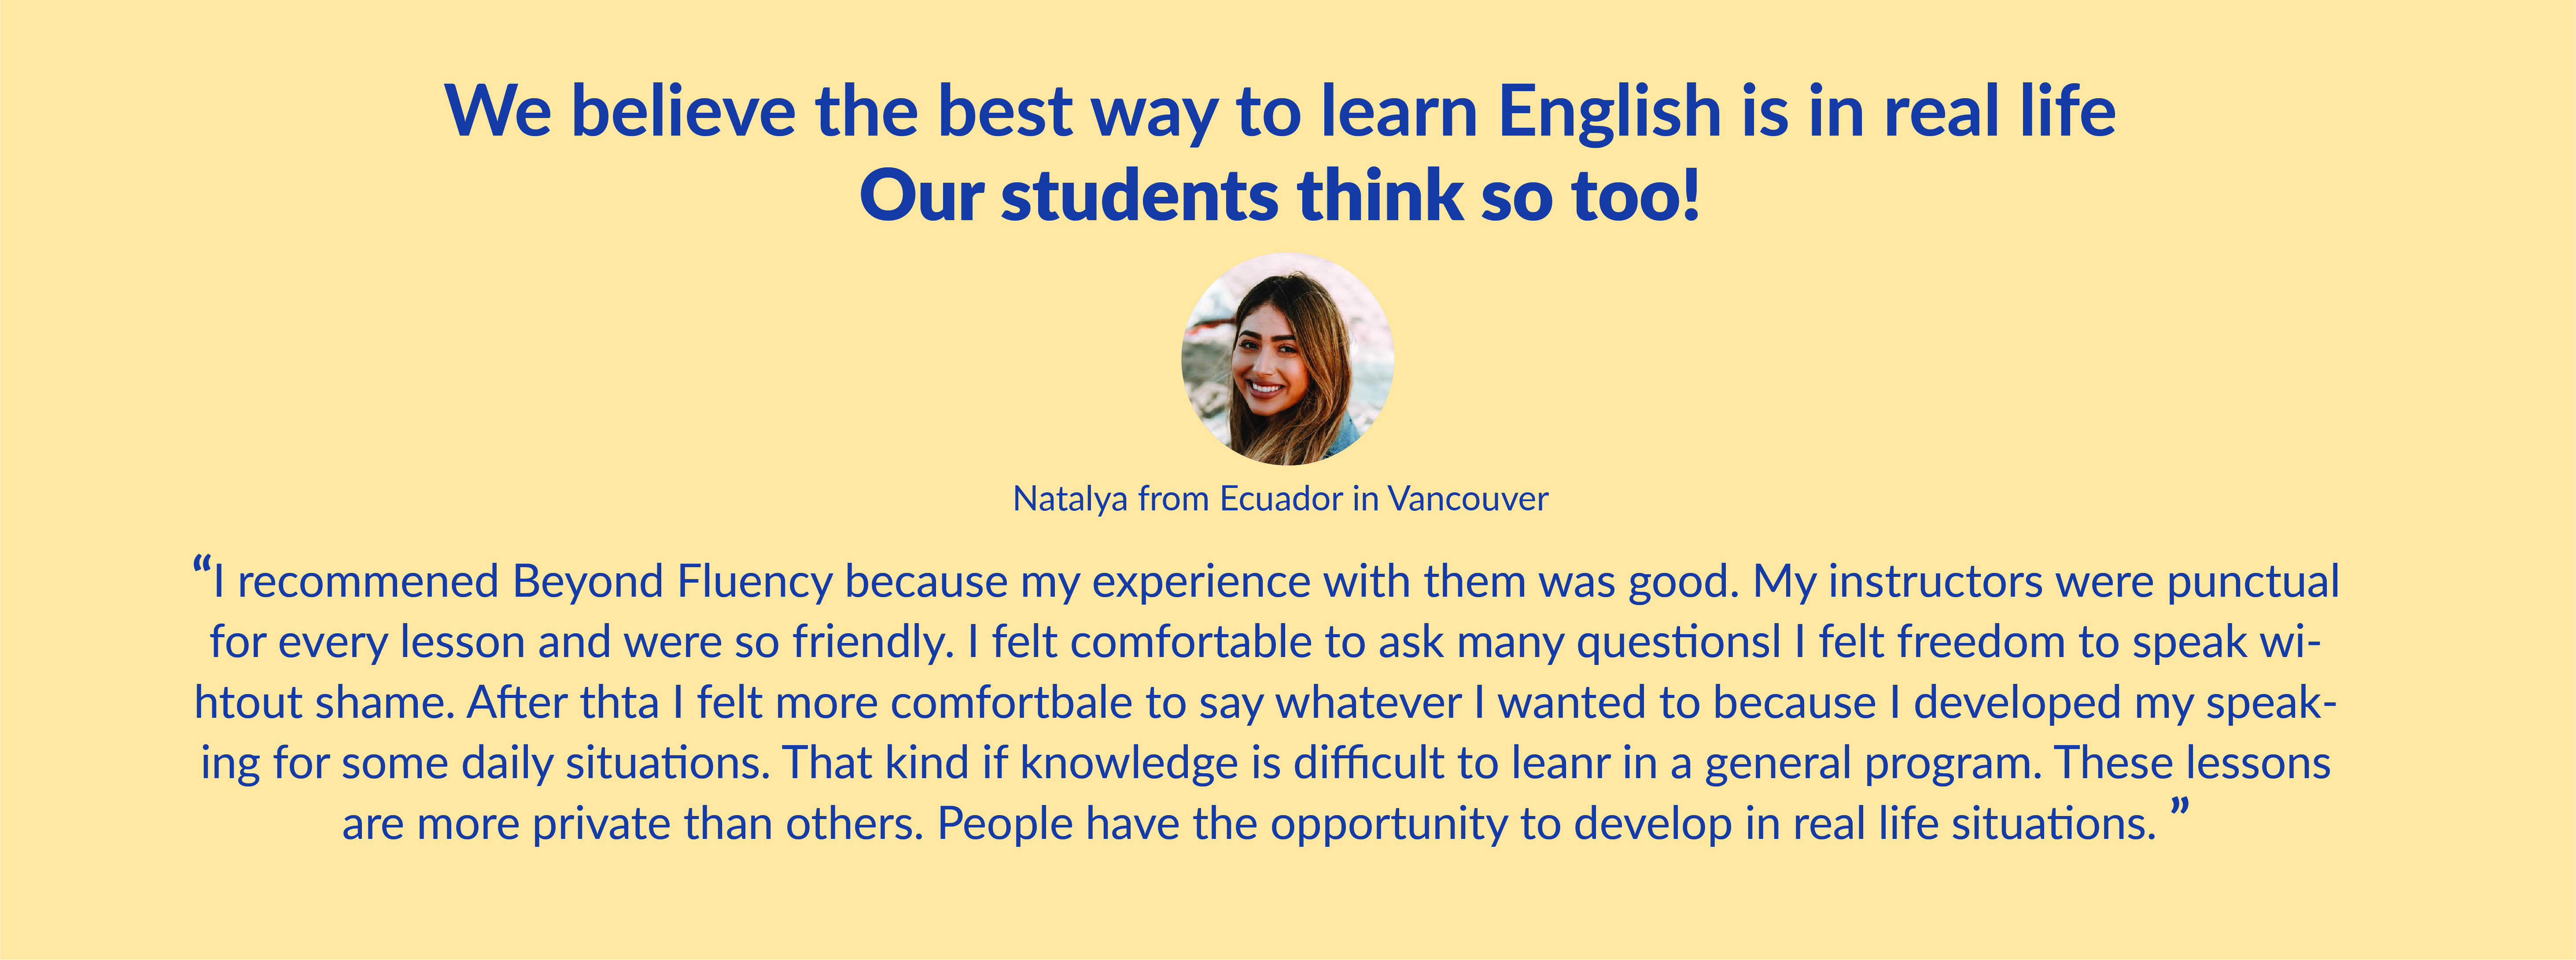 We believe the best way to learn English is in real life
Our students think so too!
Natalya from Ecuador in Vancouver
“I recommened Beyond Fluency because my experience with them was good. My instructors were punctual
for every lesson and were so friendly. I felt comfortable to ask many questionsl I felt freedom to speak wi-
htout shame. After thta I felt more comfortbale to say whatever I wanted to because I developed my speak-
ing for some daily situations. That kind if knowledge is difficult to leanr in a general program. These lessons
are more private than others. People have the opportunity to develop in real life situations. ”